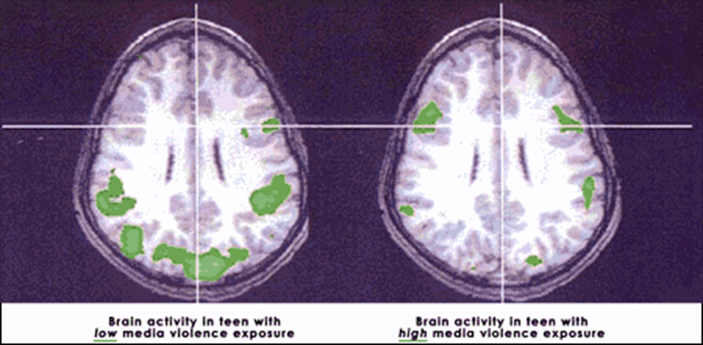 Brain activity in teen with
low media violence exposure
Brain activity in teen with
high media violence exposure